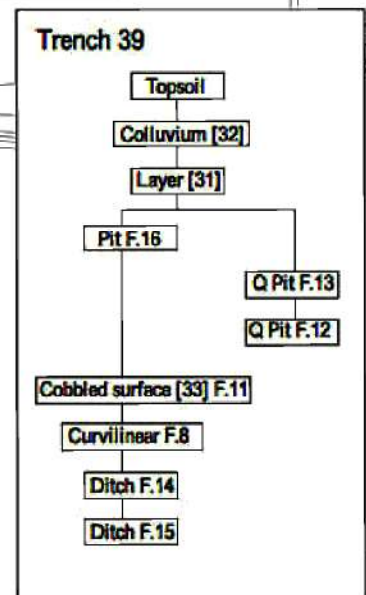 Trench 39
Topsoil
Colluvium [32]
Layer [31]
Pit F.16
Q Pit F.13
Q Pit F.12
Cobbled surface [33] F.11
Curvilinear F.8
Ditch F.14
Ditch F.15